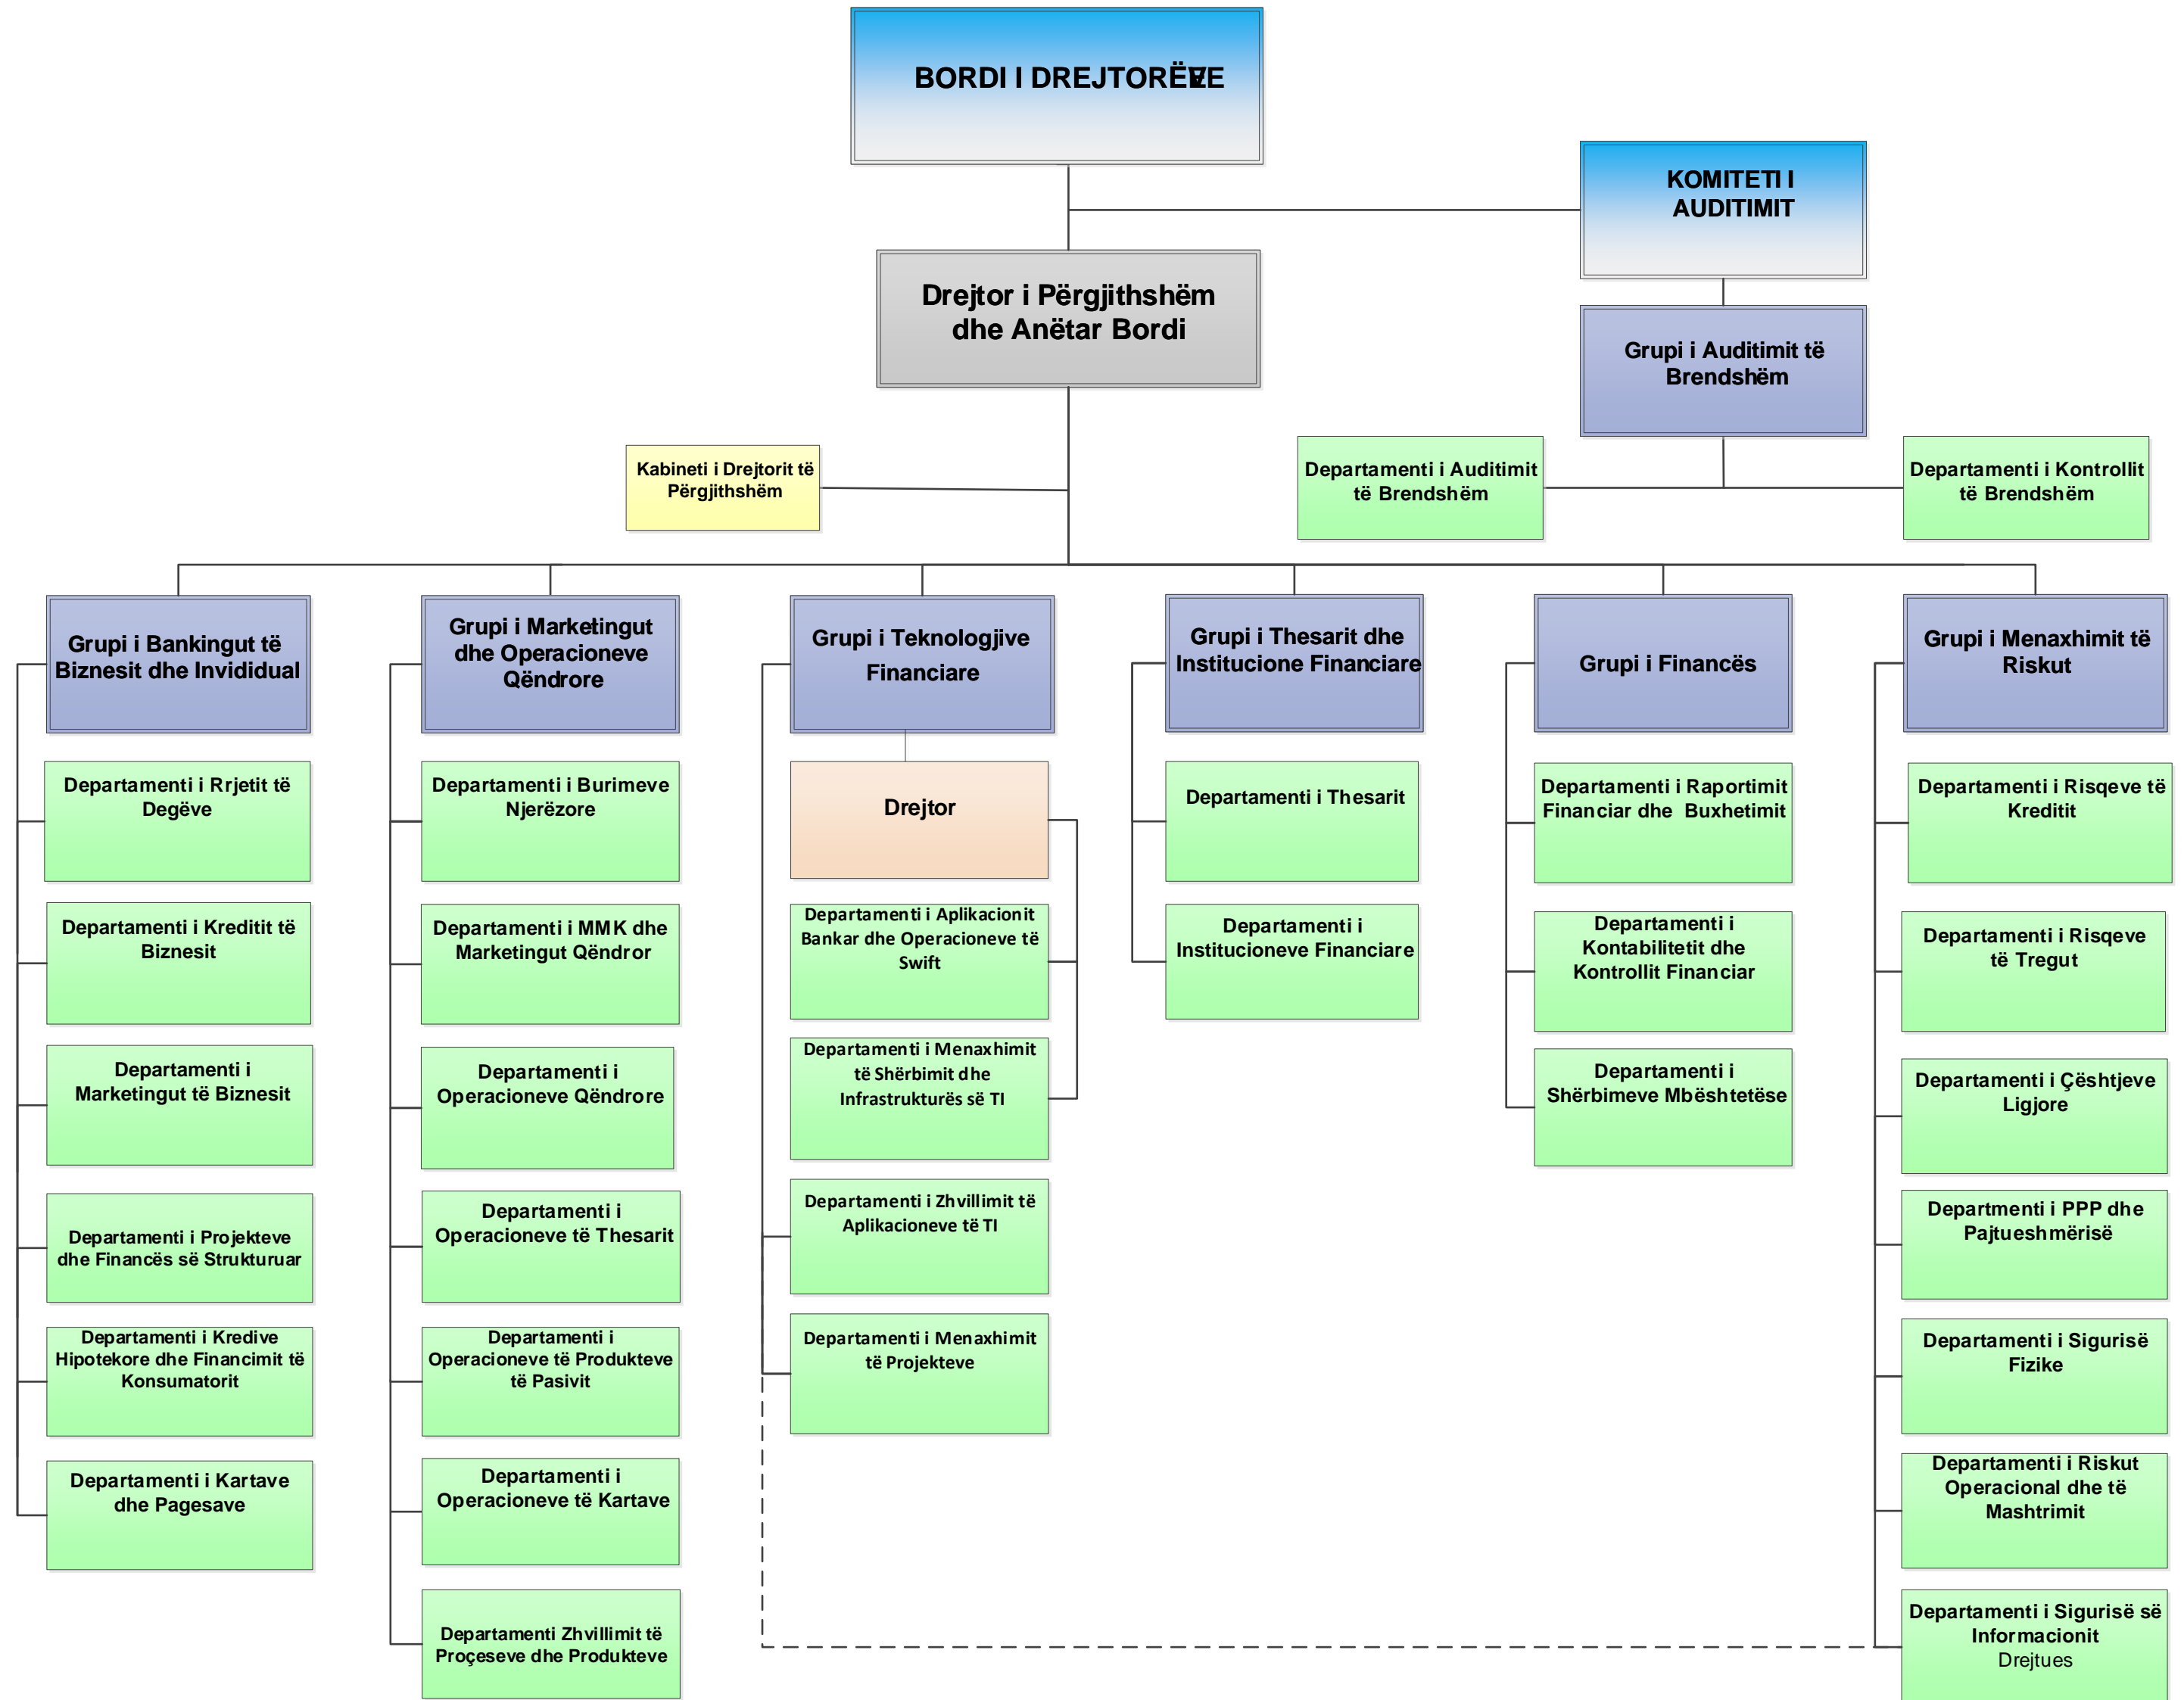 BORDI I DREJTORËVE
KOMITETI I
AUDITIMIT
Drejtor i Përgjithshëm
dhe Anëtar Bordi
Grupi i Auditimit të
Brendshëm
Kabineti i Drejtorit të
Përgjithshëm
Departamenti i Auditimit
të Brendshëm
Departamenti i Kontrollit
të Brendshëm
Grupi i Bankingut të
Biznesit dhe Invididual
Grupi i Marketingut
dhe Operacioneve
Qëndrore
Grupi i Teknologjive
Financiare
Grupi i Thesarit dhe
Institucione Financiare
Grupi i Financës
Grupi i Menaxhimit të
Riskut
Departamenti i Rrjetit të
Degëve
Departamenti i Kreditit të
Biznesit
Departamenti i
Marketingut të Biznesit
Departamenti i Projekteve
dhe Financës së Strukturuar
Departamenti i Kredive
Hipotekore dhe Financimit të
Konsumatorit
Departamenti i Kartave
dhe Pagesave
Departamenti i Burimeve
Njerëzore
Departamenti i MMK dhe
Marketingut Qëndror
Departamenti i
Operacioneve Qëndrore
Departamenti i
Operacioneve të Thesarit
Departamenti i
Operacioneve të Produkteve
të Pasivit
Departamenti i
Operacioneve të Kartave
Departamenti Zhvillimit të
Proçeseve dhe Produkteve
Drejtor
Departamenti i Aplikacionit
Bankar dhe Operacioneve të
Swift
Departamenti i Menaxhimit
të Shërbimit dhe
Infrastrukturës së TI
Departamenti i Zhvillimit të
Aplikacioneve të TI
Departamenti i Menaxhimit
të Projekteve
Departamenti i Thesarit
Departamenti i
Institucioneve Financiare
Departamenti i Raportimit
Financiar dhe Buxhetimit
Departamenti i
Kontabilitetit dhe
Kontrollit Financiar
Departamenti i
Shërbimeve Mbështetëse
Departamenti i Risqeve të
Kreditit
Departamenti i Risqeve
të Tregut
Departamenti i Çështjeve
Ligjore
Departmenti i PPP dhe
Pajtueshmërisë
Departamenti i Sigurisë
Fizike
Departamenti i Riskut
Operacional dhe të
Mashtrimit
Departamenti i Sigurisë së
Informacionit
Drejtues